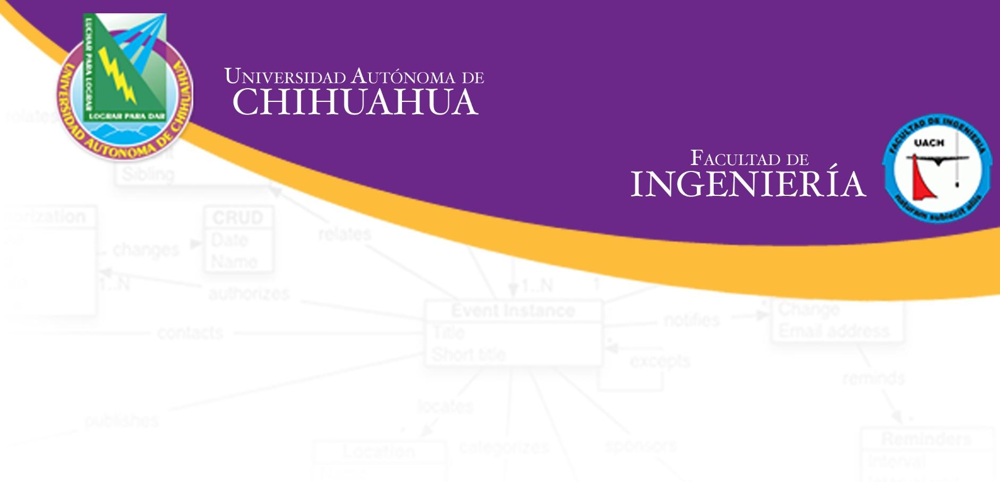 LUCHAR PARA LOGRAR
LOGRAR PARA DAR
UNIVERSIDAD AUTONOMA DE CHIHUAHUA
UNIVERSIDAD AUTÓNOMA DE
CHIHUAHUA
FACULTAD DE
INGENIERÍA
FACULTAD DE INGENIERIA
UACH
naturam subiecit aliis
relates
Sibling
CRUD
Date
Name
changes
relates
1..N
authorizes
1..N
1
Event Instance
Title
Short title
contacts
notifies
*
Change
Email address
*
excepts
reminds
*
publishes
locates
*
Location
Name
categorizes
sponsors
Reminders
Interval